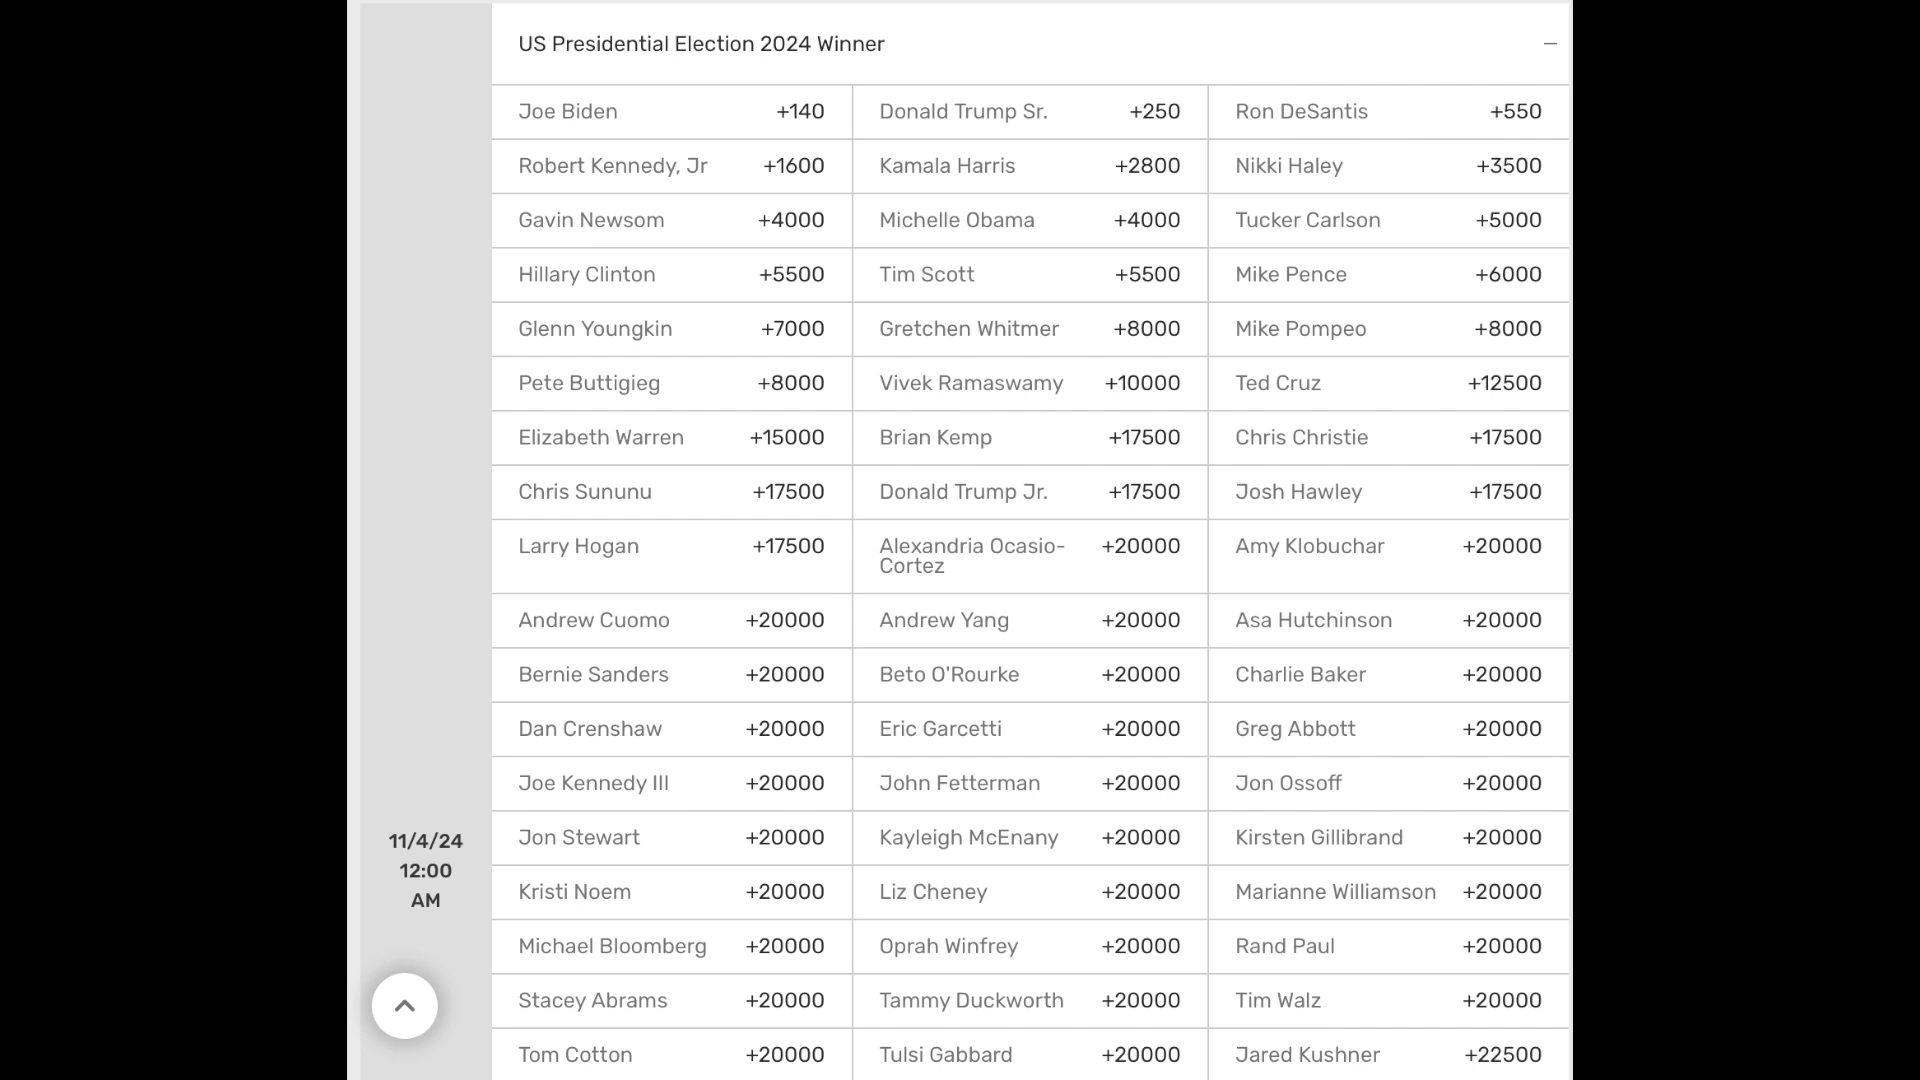 US Presidential Election 2024 Winner
Joe Biden +140 Donald Trump Sr. +250 Ron DeSantis +550
Robert Kennedy, Jr +1600 Kamala Harris +2800 Nikki Haley +3500
Gavin Newsom +4000 Michelle Obama +4000 Tucker Carlson +5000
Hillary Clinton +5500 Tim Scott +5500 Mike Pence +6000
Glenn Youngkin +7000 Gretchen Whitmer +8000 Mike Pompeo +8000
Pete Buttigieg +8000 Vivek Ramaswamy +10000 Ted Cruz +12500
Elizabeth Warren +15000 Brian Kemp +17500 Chris Christie +17500
Chris Sununu +17500 Donald Trump Jr. +17500 Josh Hawley +17500
Larry Hogan +17500 Alexandria Ocasio- +20000 Amy Klobuchar +20000
Cortez
Andrew Cuomo +20000 Andrew Yang +20000 Asa Hutchinson +20000
Bernie Sanders +20000 Beto O'Rourke +20000 Charlie Baker +20000
Dan Crenshaw +20000 Eric Garcetti +20000 Greg Abbott +20000
Joe Kennedy III +20000 John Fetterman +20000 Jon Ossoff +20000
11/4/24
12:00
AM
Jon Stewart +20000 Kayleigh McEnany +20000 Kirsten Gillibrand +20000
Kristi Noem +20000 Liz Cheney +20000 Marianne Williamson +20000
Michael Bloomberg +20000 Oprah Winfrey +20000 Rand Paul +20000
Stacey Abrams +20000 Tammy Duckworth +20000 Tim Walz +20000
Tom Cotton +20000 Tulsi Gabbard +20000 Jared Kushner +22500